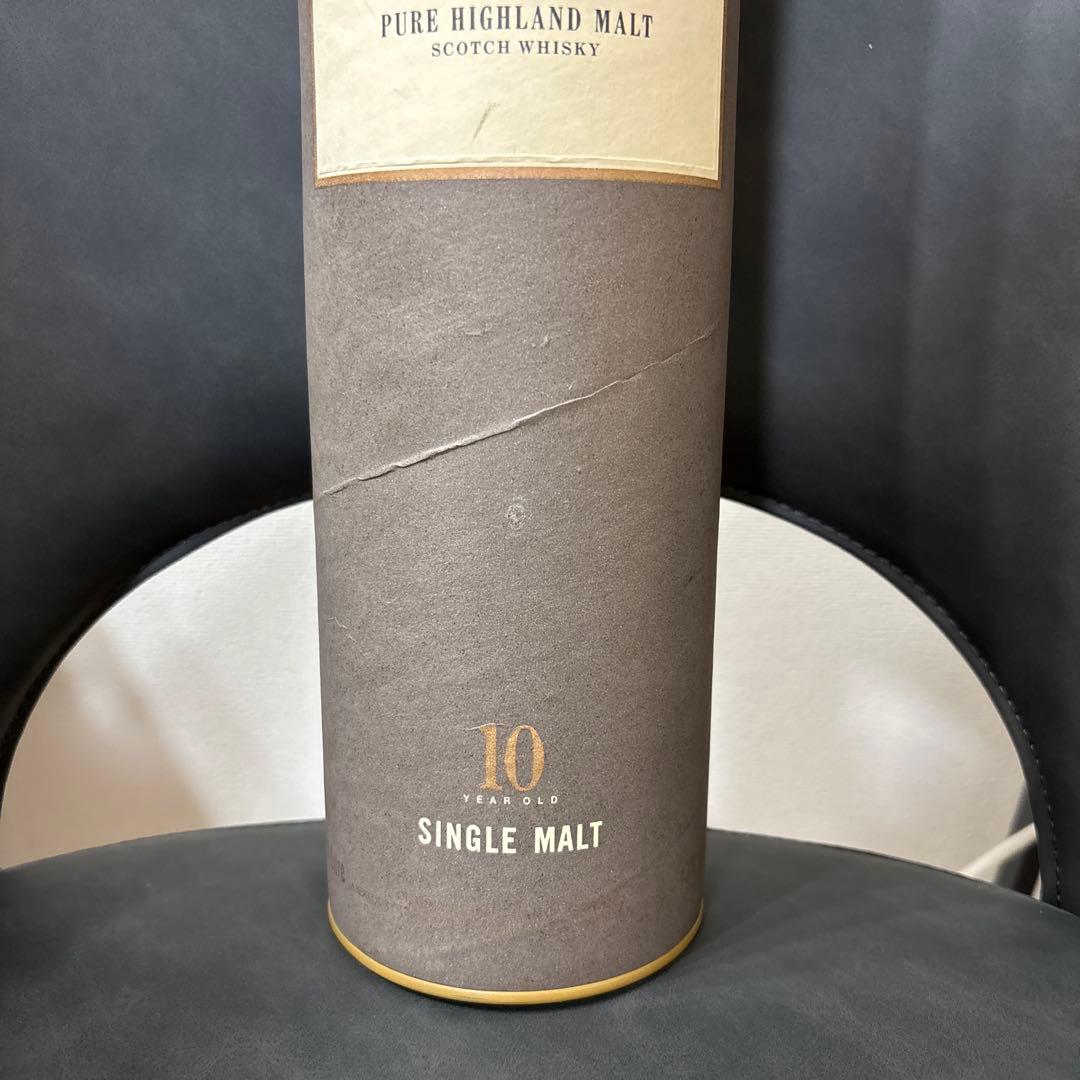 PURE HIGHLAND MALT
SCOTCH WHISKY
10
YEAR OLD
SINGLE MALT